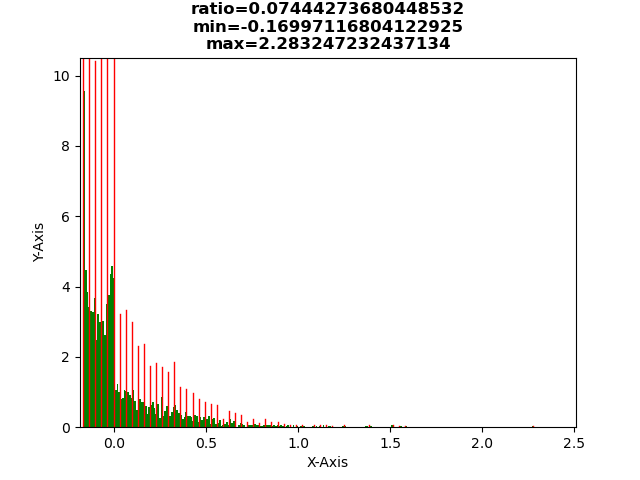 ratio=0.07444273680448532
min=-0.16997116804122925
max=2.283247232437134
10
8
6
4
2
0
Y-Axis
0.0 0.5 1.0 1.5 2.0 2.5
X-Axis